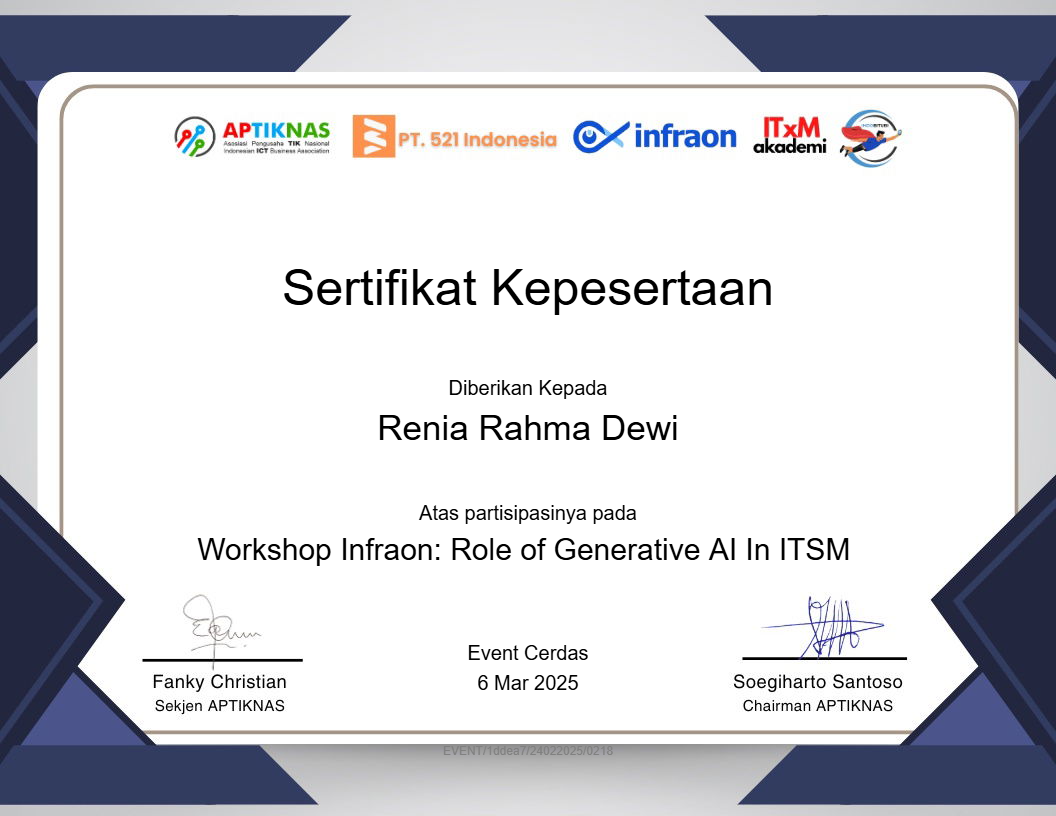 APTIKNAS
Asosiasi Pengusaha TIK Nasional
Indonesian ICT Business Association
PT. 521 Indonesia
infraon
ITxM
akademi
Sertifikat Kepesertaan
Diberikan Kepada
Renia Rahma Dewi
Atas partisipasinya pada
Workshop Infraon: Role of Generative AI In ITSM
Fanky Christian
Sekjen APTIKNAS
Event Cerdas
6 Mar 2025
Soegiharto Santoso
Chairman APTIKNAS
EVENT/1ddea7/24022025/0218